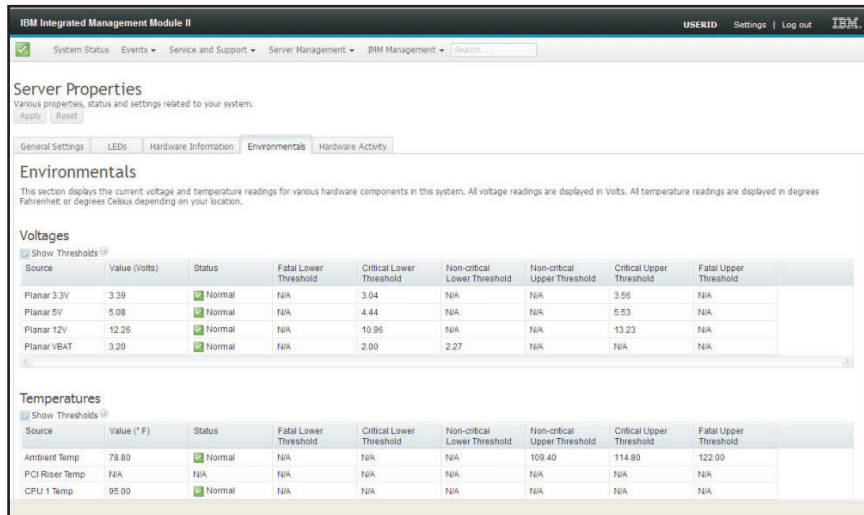 IBM Integrated Management Module II
USERID Settings | Log out IBM.
System Status Events Service and Support Server Management IMM Management Search. . .
Server Properties
Various properties, status and settings related to your system.
Apply Reset
General Settings LEDs Hardware Information Environmentals Hardware Activity
Environmentals
This section displays the current voltage and temperature readings for various hardware components in this system. All voltage readings are displayed in Volts. All temperature readings are displayed in degrees
Fahrenheit or degrees Celsius depending on your location.
Voltages
Show Thresholds
Source Value (Volts) Status Fatal Lower Threshold Critical Lower Threshold Non-critical Lower Threshold Non-critical Upper Threshold Critical Upper Threshold Fatal Upper Threshold
Planar 3.3V 3.39 Normal N/A 3.04 N/A N/A 3.56 N/A
Planar 5V 5.08 Normal N/A 4.44 N/A N/A 5.53 N/A
Planar 12V 12.26 Normal N/A 10.96 N/A N/A 13.23 N/A
Planar VBAT 3.20 Normal N/A 2.00 2.27 N/A N/A N/A
Temperatures
Show Thresholds
Source Value (° F) Status Fatal Lower Threshold Critical Lower Threshold Non-critical Lower Threshold Non-critical Upper Threshold Critical Upper Threshold Fatal Upper Threshold
Ambient Temp 78.80 Normal N/A N/A N/A 109.40 114.80 122.00
PCI Riser Temp N/A N/A N/A N/A N/A N/A N/A N/A
CPU 1 Temp 95.00 Normal N/A N/A N/A N/A N/A N/A